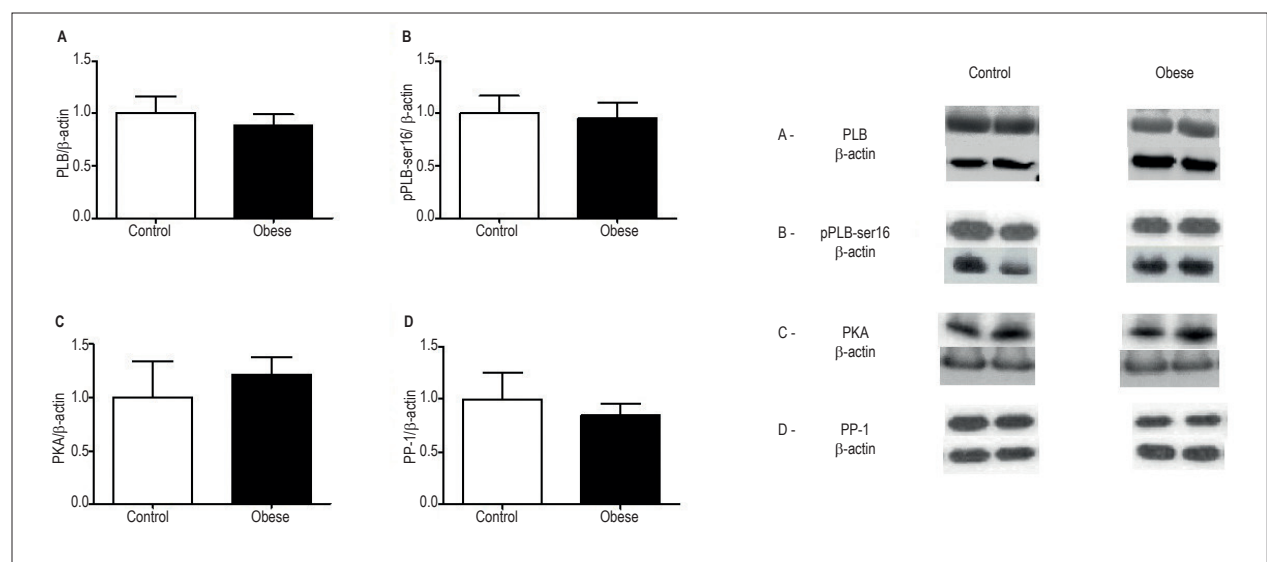 A
1.5
1.0
0.5
0.0
PLB/β-actin
Control
Obese
B
1.5
1.0
0.5
0.0
pPLB-ser16/ β-actin
Control
Obese
C
1.5
1.0
0.5
0.0
PKA/β-actin
Control
Obese
D
1.5
1.0
0.5
0.0
PP-1/β-actin
Control
Obese
Control Obese
A - PLB
β-actin
B - pPLB-ser16
β-actin
C - PKA
β-actin
D - PP-1
β-actin